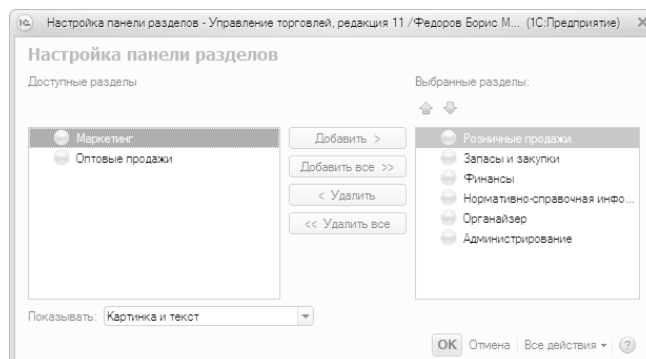 1С Настройка панели разделов - Управление торговлей, редакция 11 /Федоров Борис М... (1С:Предприятие)
Настройка панели разделов
Доступные разделы
Выбранные разделы:
Маркетинг
Оптовые продажи
Добавить >
Добавить все >>
< Удалить
<< Удалить все
Розничные продажи
Запасы и закупки
Финансы
Нормативно-справочная инфо...
Органайзер
Администрирование
Показывать: Картинка и текст
OK Отмена Все действия ?